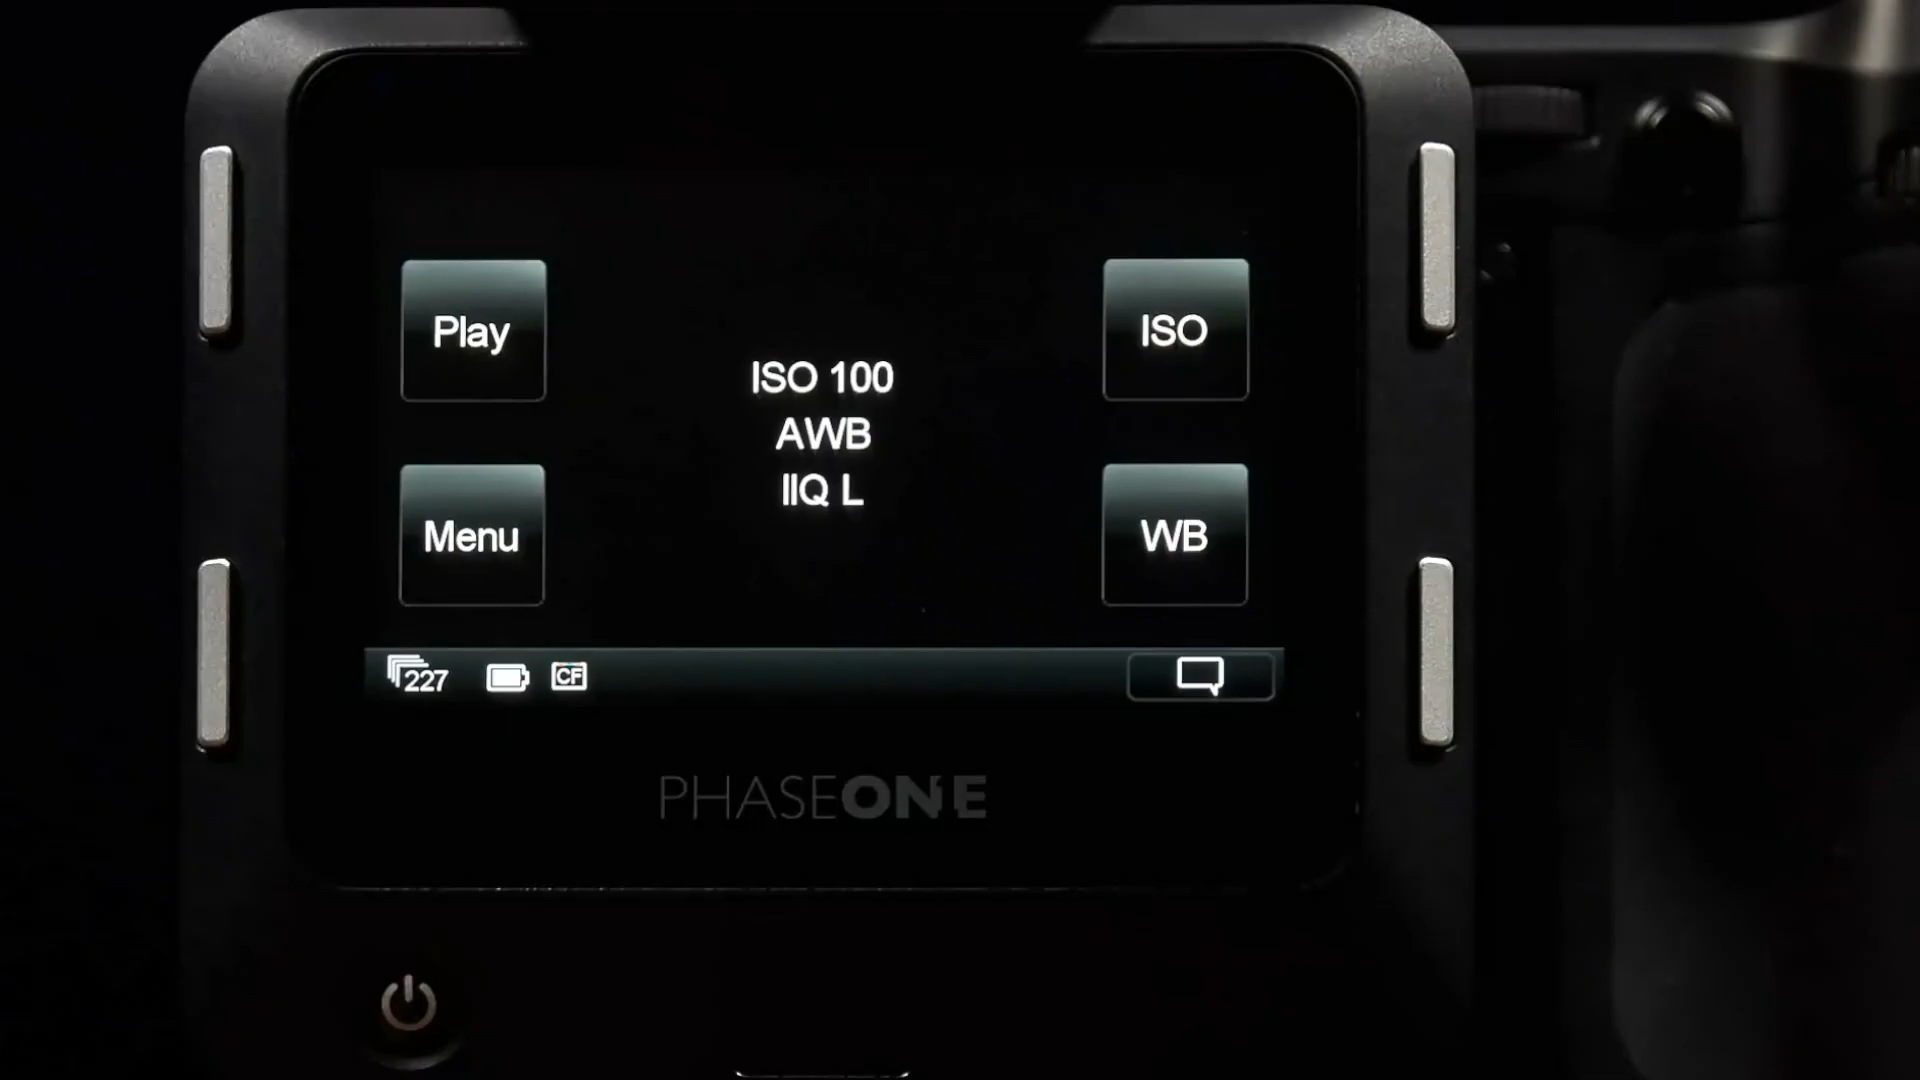 Play
ISO
ISO 100
AWB
IIQ L
Menu
WB
227
CF
PHASEONE